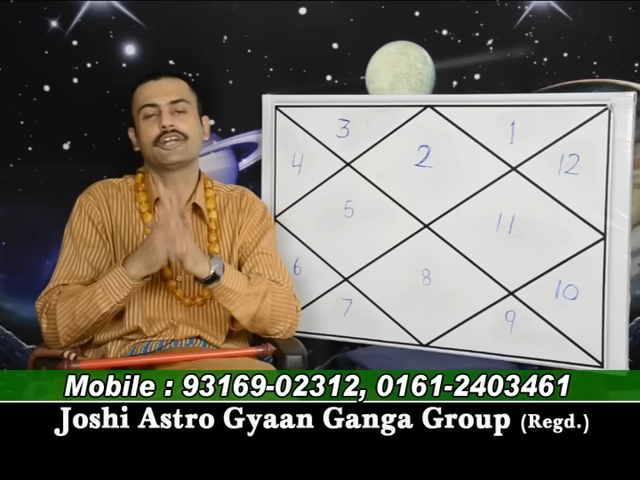 3 2 1
4 12
5 11
6 8 10
7 9
Mobile : 93169-02312, 0161-2403461
Joshi Astro Gyaan Ganga Group (Regd.)